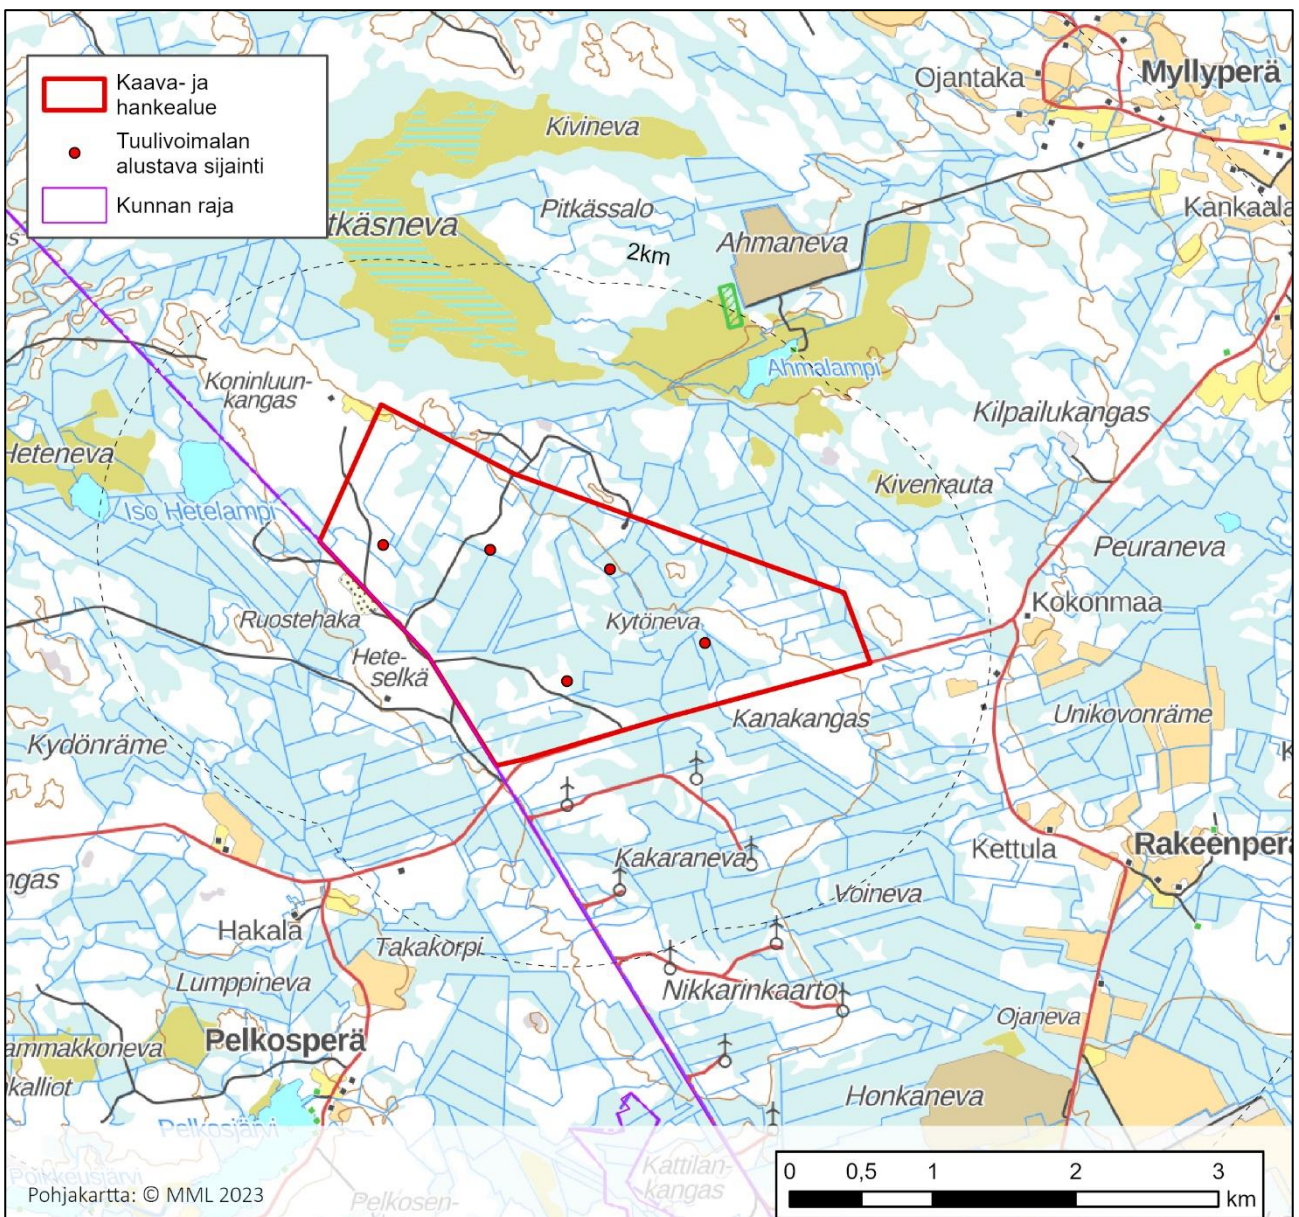 Kaava- ja
hankealue
Tuulivoimalan
alustava sijainti
Kunnan raja
Ojantaka
Myllyperä
Kivineva
Pitkässalo
tkäsneva
Ahmaneva
Kankaala
2km
Ahmalampi
Koninluun-
kangas
Kilpailukangas
Heteneva
Kivenrauta
Iso Hetelampi
Peuraneva
Kokonmaa
Ruostehaka
Kytöneva
Hete-
selkä
Kydönräme
Kanakangas
Unikovonräme
Kakaraneva
Kettula
Rakeenperä
ngas
Voineva
Hakala
Takakorpi
Lumppineva
Nikkarinkaarto
Ojaneva
ammakkoneva
Pelkosperä
kalliot
Honkaneva
Pelkosjärvi
Poikkeusjärvi
Kattilan-
kangas
Pelkosen-
Pohjakartta: © MML 2023
0 0,5 1 2 3
km